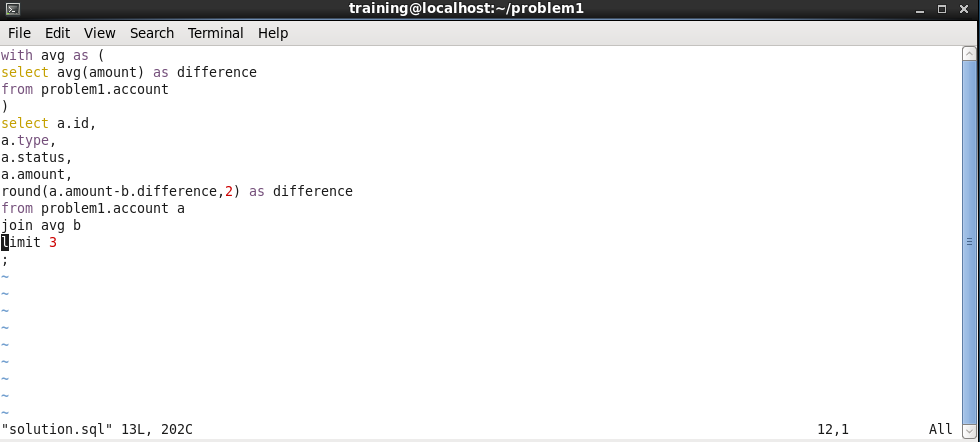 training@localhost:~/problem1
File Edit View Search Terminal Help
with avg as (
select avg(amount) as difference
from problem1.account
)
select a.id,
a.type,
a.status,
a.amount,
round(a.amount-b.difference,2) as difference
from problem1.account a
join avg b
limit 3
;
~
~
~
~
~
~
~
~
~
"solution.sql" 13L, 202C 12,1 All